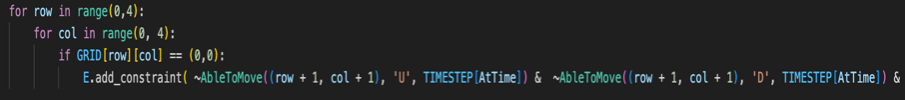 for row in range(0,4):
for col in range(0, 4):
if GRID[row][col] == (0,0):
E.add_constraint( ~AbleToMove((row + 1, col + 1), 'U', TIMESTEP[AtTime]) & ~AbleToMove((row + 1, col + 1), 'D', TIMESTEP[AtTime]) &